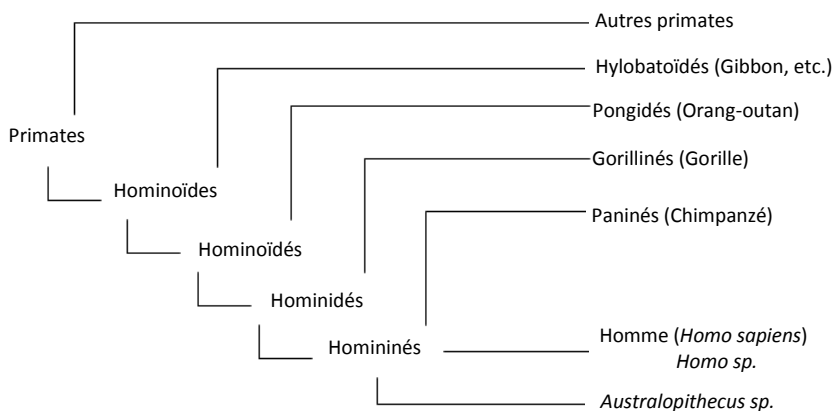 Autres primates
Hylobatoïdés (Gibbon, etc.)
Pongidés (Orang-outan)
Primates
Gorillinés (Gorille)
Hominoïdes
Paninés (Chimpanzé)
Hominoïdés
Hominidés
Homme (Homo sapiens)
Homininés
Homo sp.
Australopithecus sp.